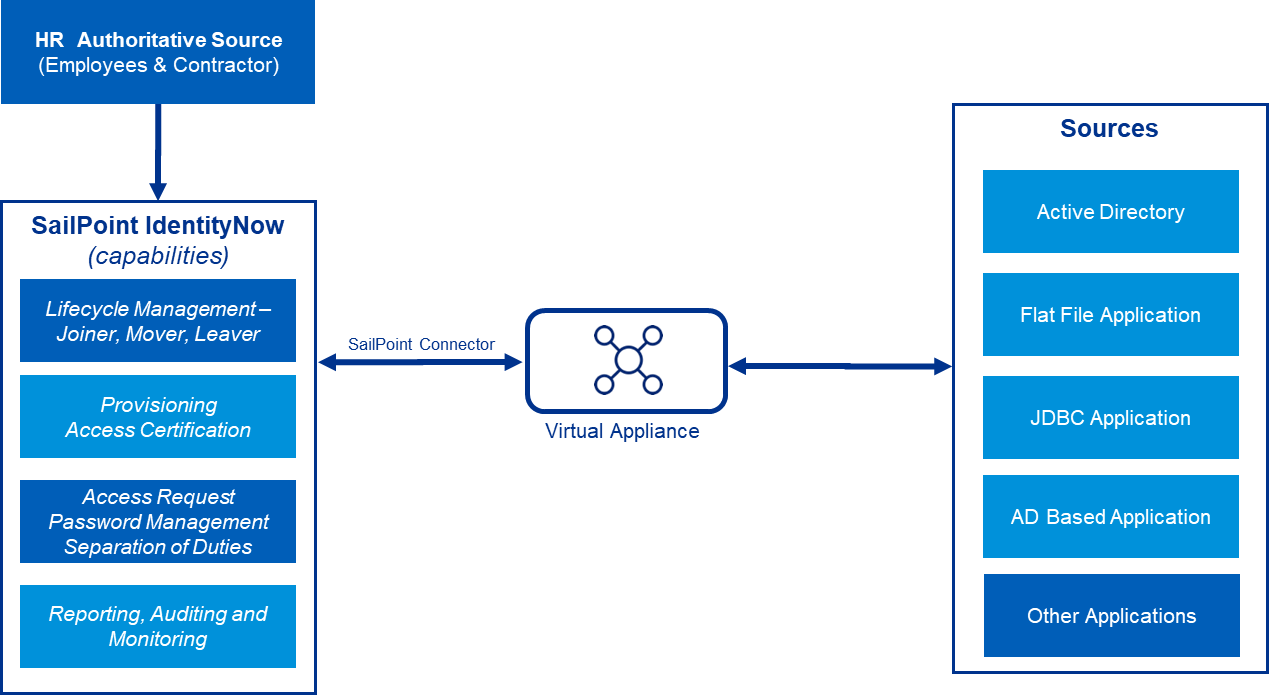 HR Authoritative Source
(Employees & Contractor)
SailPoint IdentityNow
(capabilities)
Lifecycle Management –
Joiner, Mover, Leaver
Provisioning
Access Certification
Access Request
Password Management
Separation of Duties
Reporting, Auditing and
Monitoring
SailPoint Connector
Virtual Appliance
Sources
Active Directory
Flat File Application
JDBC Application
AD Based Application
Other Applications